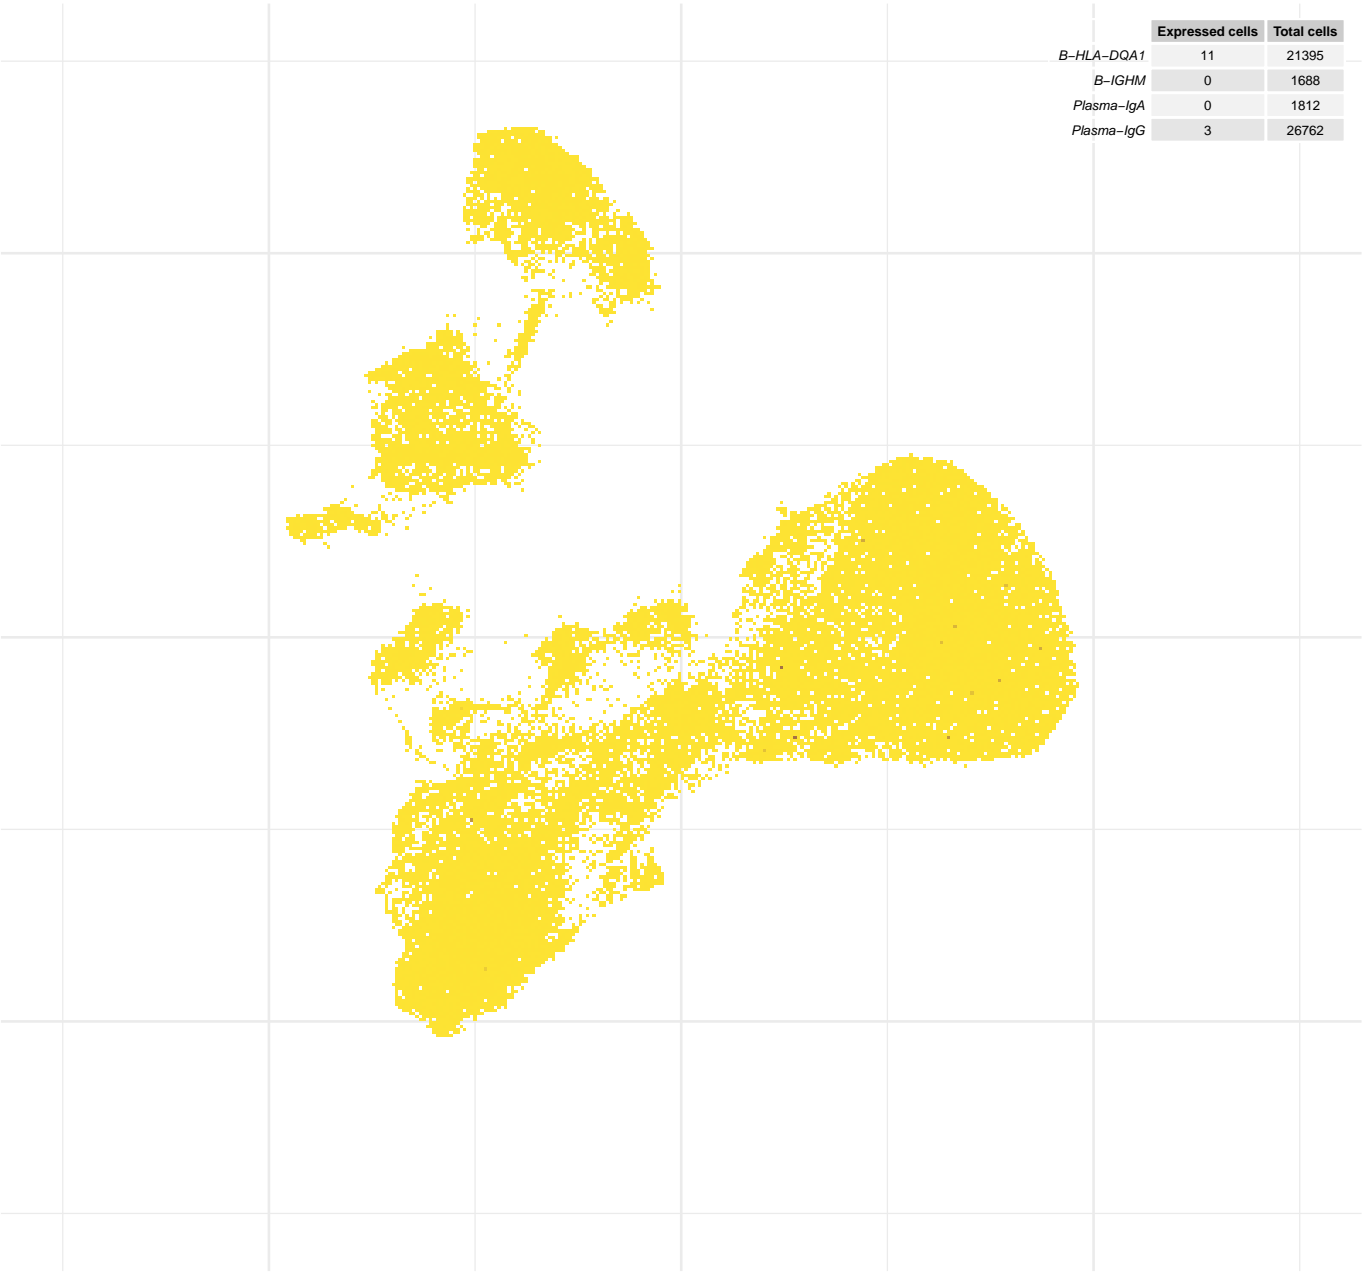 Expressed cells Total cells
B−HLA−DQA1 11 21395
B−IGHM 0 1688
Plasma−IgA 0 1812
Plasma−IgG 3 26762